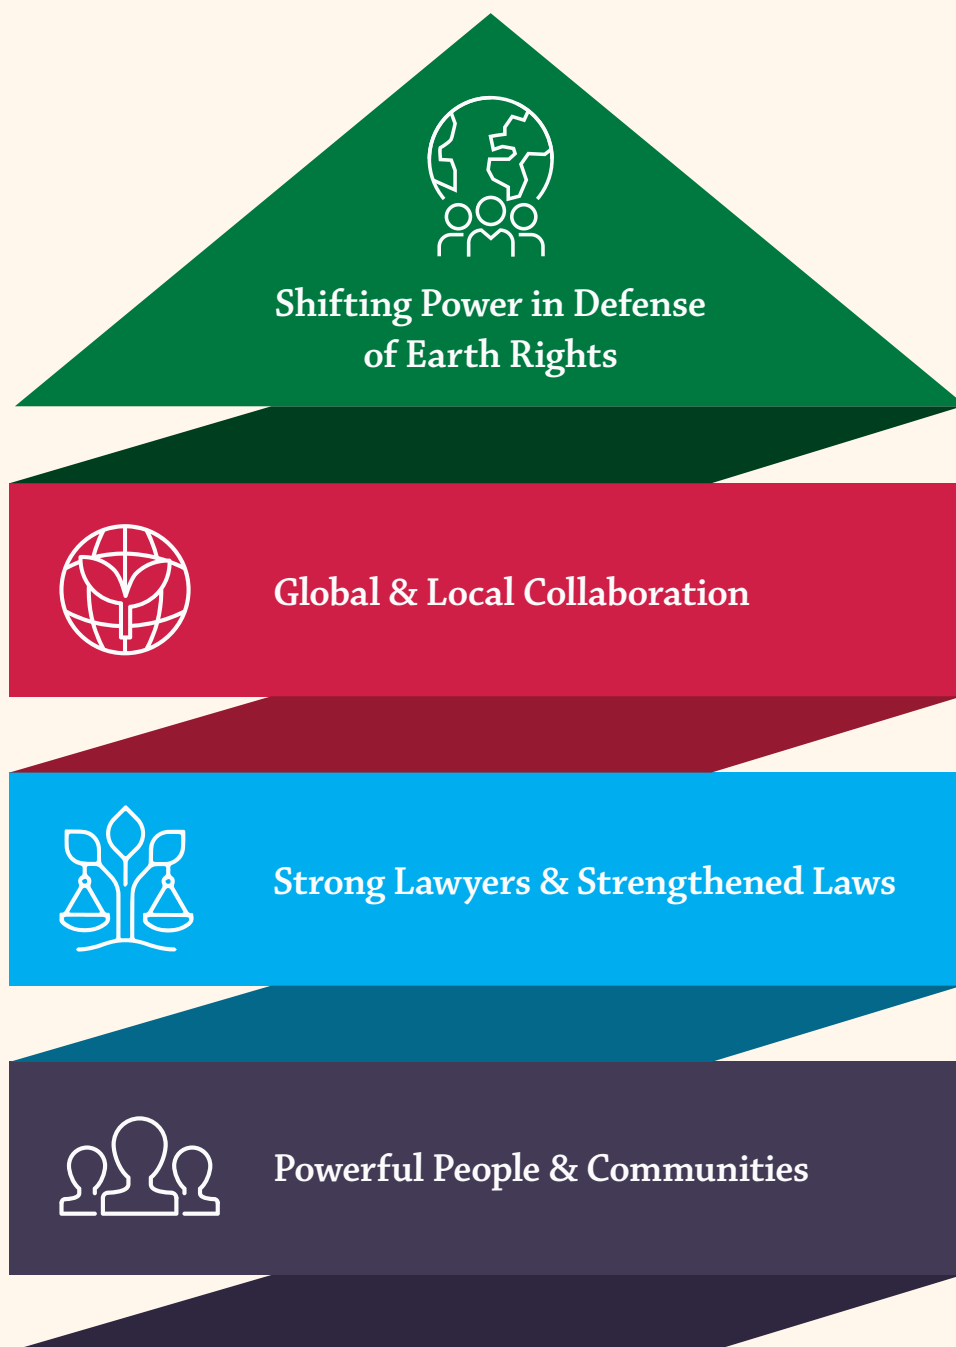 Shifting Power in Defense
of Earth Rights
Global & Local Collaboration
Strong Lawyers & Strengthened Laws
Powerful People & Communities